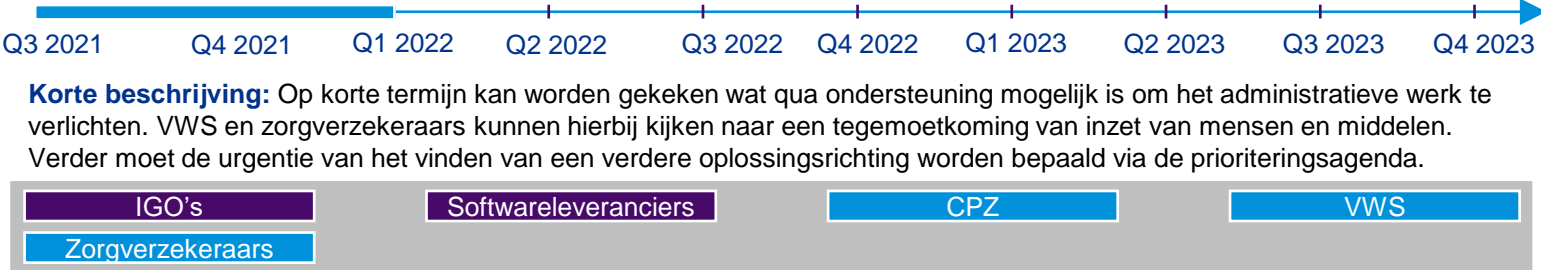 Q3 2021 Q4 2021 Q1 2022 Q2 2022 Q3 2022 Q4 2022 Q1 2023 Q2 2023 Q3 2023 Q4 2023
Korte beschrijving: Op korte termijn kan worden gekeken wat qua ondersteuning mogelijk is om het administratieve werk te
verlichten. VWS en zorgverzekeraars kunnen hierbij kijken naar een tegemoetkoming van inzet van mensen en middelen.
Verder moet de urgentie van het vinden van een verdere oplossingsrichting worden bepaald via de prioriteringsagenda.
IGO's Softwareleveranciers CPZ VWS
Zorgverzekeraars